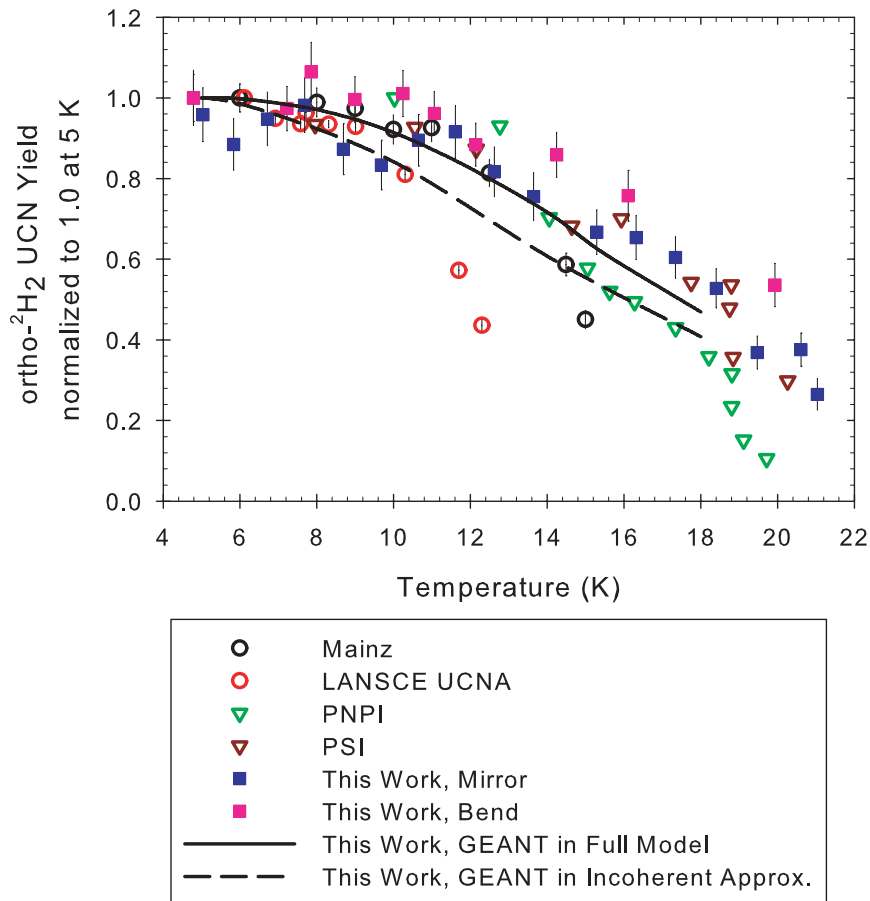 ortho-²H₂ UCN Yield
normalized to 1.0 at 5 K
1.2
1.0
0.8
0.6
0.4
0.2
0.0
4 6 8 10 12 14 16 18 20 22
Temperature (K)
Mainz
LANSCE UCNA
PNPI
PSI
This Work, Mirror
This Work, Bend
This Work, GEANT in Full Model
This Work, GEANT in Incoherent Approx.